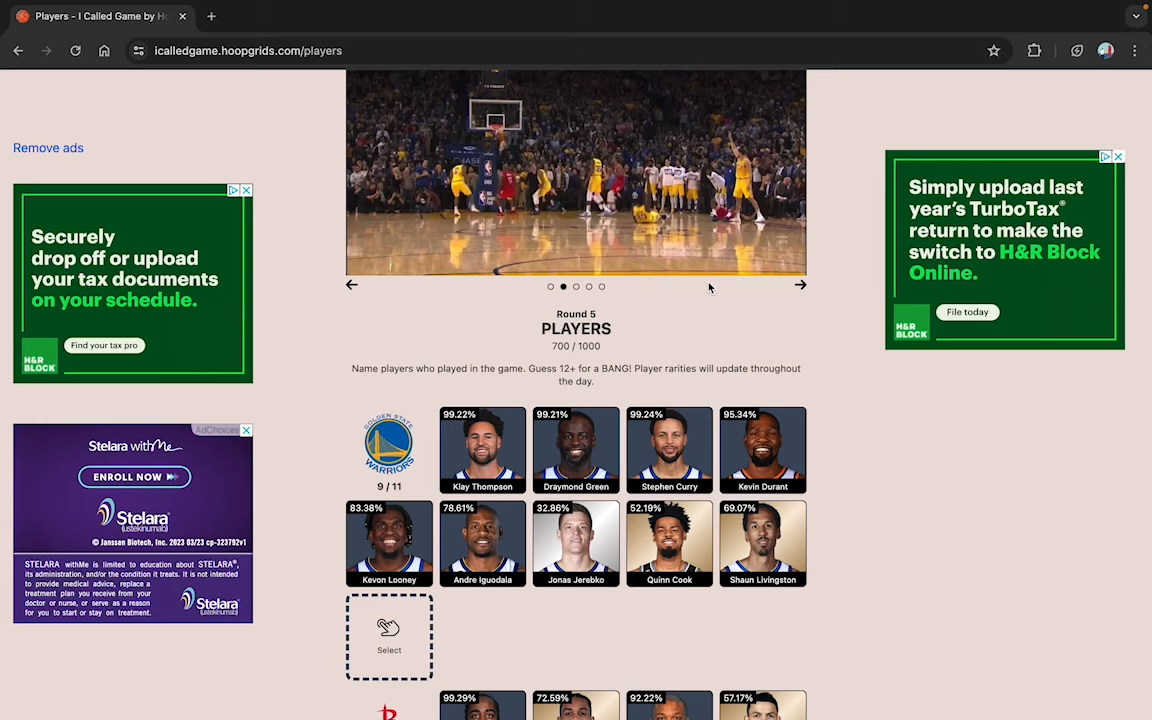 Players - I Called Game by H
icalledgame.hoopgrids.com/players
Remove ads
Securely
drop off or upload
your tax documents
on your schedule.
H&R
BLOCK
Find your tax pro
AdChoices
Stelara withMe
ENROLL NOW
Stelara
(ustekinumab)
© Janssen Biotech, Inc. 2023 03/23 cp-323792v1
STELARA withMe is limited to education about STELARA®,
its administration, and/or the condition it treats. It is not intended
to provide medical advice, replace a
treatment plan you receive from your
doctor or nurse, or serve as a reason
for you to start or stay on treatment.
Stelara
(ustekinumab)
Round 5
PLAYERS
700 / 1000
Name players who played in the game. Guess 12+ for a BANG! Player rarities will update throughout
the day.
GOLDEN STATE
WARRIORS
9 / 11
99.22%
Klay Thompson
99.21%
Draymond Green
99.24%
Stephen Curry
95.34%
Kevin Durant
83.38%
Kevon Looney
78.61%
Andre Iguodala
32.86%
Jonas Jerebko
52.19%
Quinn Cook
69.07%
Shaun Livingston
Select
99.29%
72.59%
92.22%
57.17%
Simply upload last
year's TurboTax®
return to make the
switch to H&R Block
Online.
H&R
BLOCK
File today